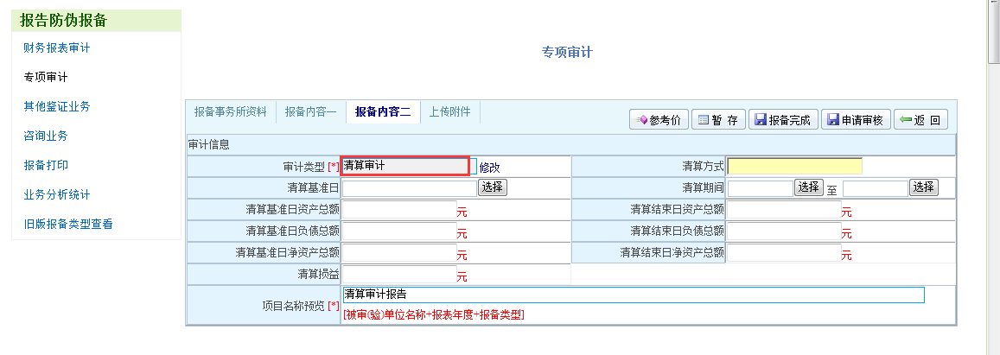 报告防伪报备
财务报表审计
专项审计
其他鉴证业务
咨询业务
报备打印
业务分析统计
旧版报备类型查看
专项审计
报备事务所资料 报备内容一 报备内容二 上传附件
参考价 暂 存 报备完成 申请审核 返 回
审计信息
审计类型 [*] 清算审计 修改 清算方式
清算基准日 选择 清算期间 选择 至 选择
清算基准日资产总额 元 清算结束日资产总额 元
清算基准日负债总额 元 清算结束日负债总额 元
清算基准日净资产总额 元 清算结束日净资产总额 元
清算损益 元
项目名称预览 [*] 清算审计报告
[被审(验)单位名称+报表年度+报备类型]